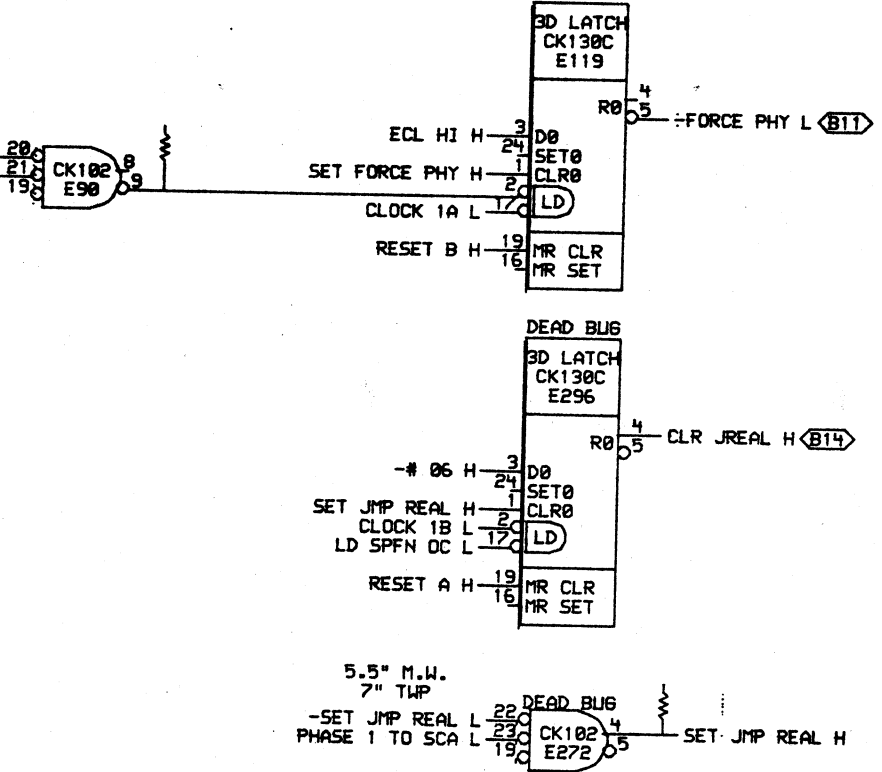 3D LATCH
CK130C
E119
R0 4
5 -FORCE PHY L B11
ECL HI H 3 D0
24 SET0
SET FORCE PHY H 1 CLR0
2
CLOCK 1A L 17 LD
20
21
19
CK102 8
E90 9
RESET B H 19 MR CLR
16 MR SET
DEAD BUG
3D LATCH
CK130C
E296
R0 4 CLR JREAL H B14
5
-# 06 H 3 D0
24 SET0
SET JMP REAL H 1 CLR0
CLOCK 1B L 2
LD SPFN OC L 17 LD
RESET A H 19 MR CLR
16 MR SET
5.5" M.W.
7" TWP
DEAD BUG
-SET JMP REAL L 22
PHASE 1 TO SCA L 23
19
CK102 4
E272 5
SET JMP REAL H